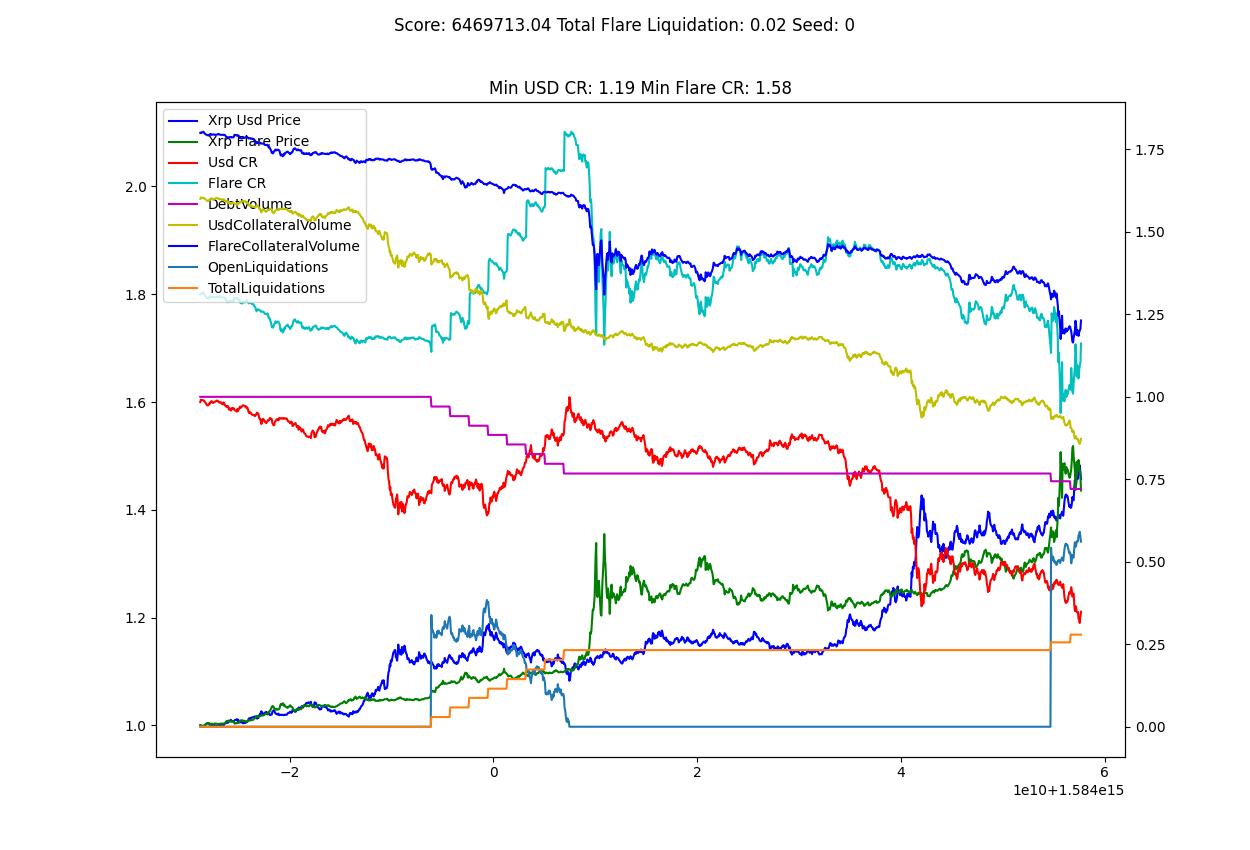 Score: 6469713.04 Total Flare Liquidation: 0.02 Seed: 0
Min USD CR: 1.19 Min Flare CR: 1.58
Xrp Usd Price
Xrp Flare Price
Usd CR
Flare CR
DebtVolume
UsdCollateralVolume
FlareCollateralVolume
OpenLiquidations
TotalLiquidations
2.0
1.8
1.6
1.4
1.2
1.0
1.75
1.50
1.25
1.00
0.75
0.50
0.25
0.00
−2
0
2
4
6
1e10+1.584e15